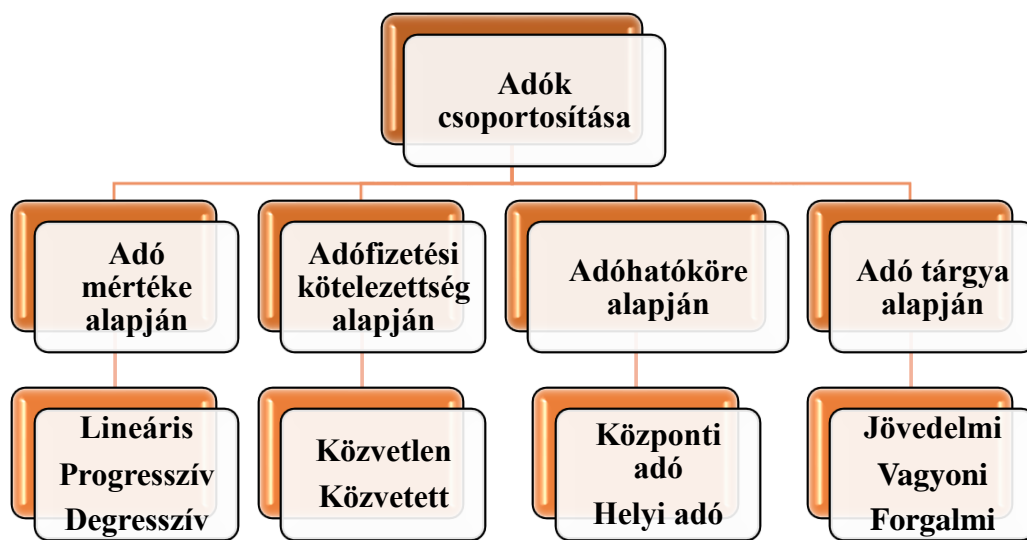 Adók
csoportosítása
Adó
mértéke
alapján
Adófizetési
kötelezettség
alapján
Adóhatóköre
alapján
Adó tárgya
alapján
Lineáris
Progresszív
Degresszív
Közvetlen
Közvetett
Központi
adó
Helyi adó
Jövedelmi
Vagyoni
Forgalmi